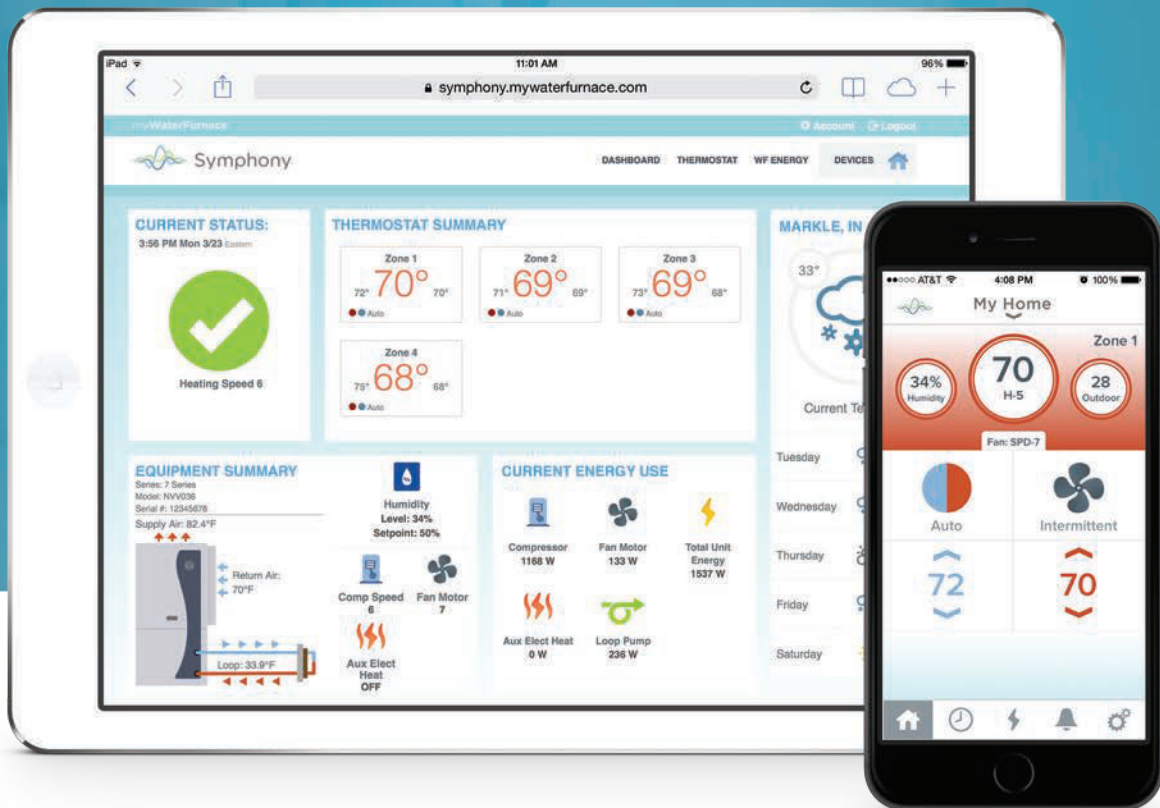 iPad
11:01 AM
96%
symphony.mywaterfurnace.com
myWaterFurnace
Account
Logout
Symphony
DASHBOARD
THERMOSTAT
WF ENERGY
DEVICES
CURRENT STATUS:
3:56 PM Mon 3/23 Eastern
Heating Speed 6
THERMOSTAT SUMMARY
Zone 1
72° 70° 70°
Auto
Zone 2
71° 69° 69°
Auto
Zone 3
73° 69° 68°
Auto
Zone 4
75° 68° 68°
Auto
MARKLE, IN
33°
Current Te
Tuesday
Wednesday
Thursday
Friday
Saturday
EQUIPMENT SUMMARY
Series: 7 Series
Model: NVV036
Serial #: 12345678
Supply Air: 82.4°F
Return Air:
70°F
Loop: 33.9°F
Humidity
Level: 34%
Setpoint: 50%
Comp Speed
6
Fan Motor
7
Aux Elect
Heat
OFF
CURRENT ENERGY USE
Compressor
1168 W
Fan Motor
133 W
Total Unit
Energy
1537 W
Aux Elect Heat
0 W
Loop Pump
236 W
AT&T
4:08 PM
100%
My Home
Zone 1
34%
Humidity
70
H-5
28
Outdoor
Fan: SPD-7
Auto
Intermittent
72
70